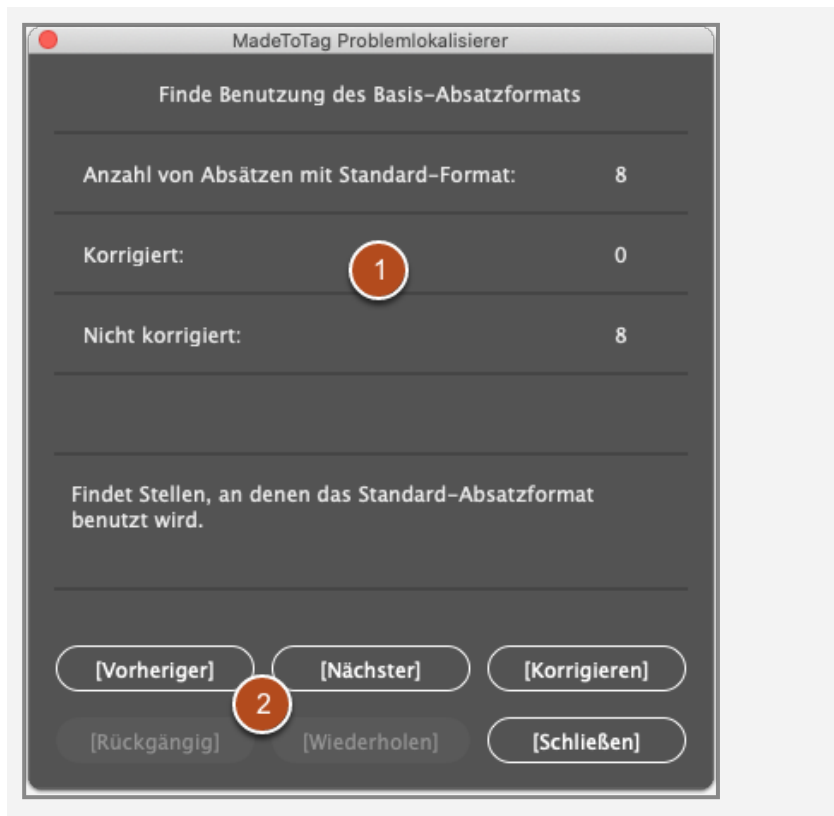 MadeToTag Problemlokalisierer
Finde Benutzung des Basis-Absatzformats
Anzahl von Absätzen mit Standard-Format: 8
Korrigiert: 0
1
Nicht korrigiert: 8
Findet Stellen, an denen das Standard-Absatzformat
benutzt wird.
[Vorheriger] [Nächster] [Korrigieren]
2
[Rückgängig] [Wiederholen] [Schließen]